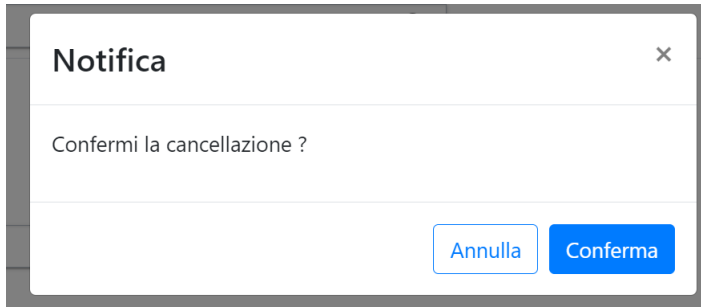 Notifica
×
Confermi la cancellazione ?
Annulla
Conferma